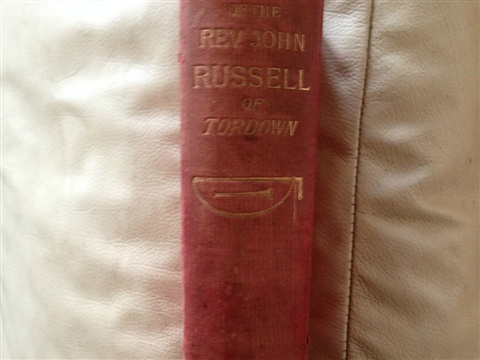 OF THE
REV. JOHN
RUSSELL
OF
TORDOWN